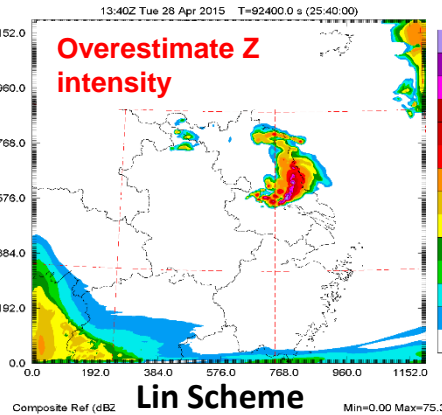 13:40Z Tue 28 Apr 2015 T=92400.0 s (25:40:00)
Overestimate Z
intensity
152.0
960.0
768.0
576.0
384.0
192.0
0.0
0.0 192.0 384.0 576.0 768.0 960.0 1152.0
Composite Ref (dBZ Lin Scheme Min=0.00 Max=75.3